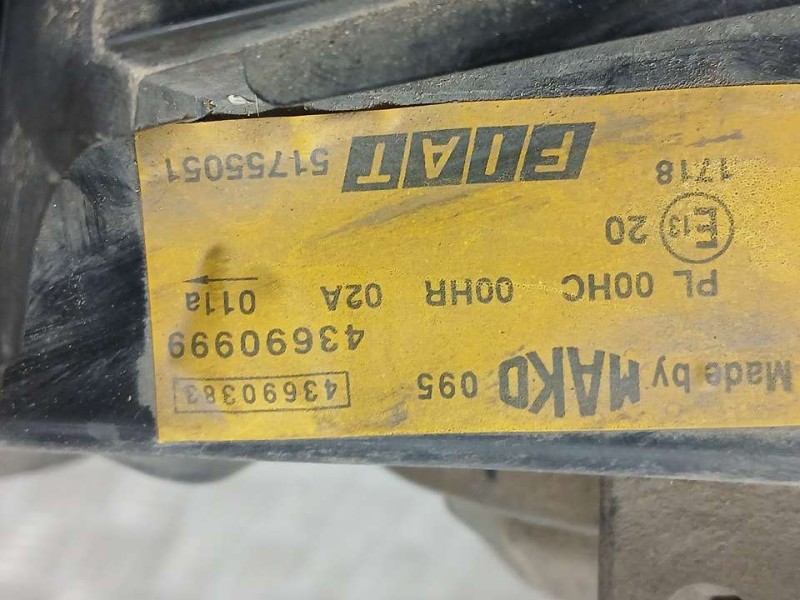 Made by MAKO 095 43690383
43690999
PL 00HC 00HR 02A 011a
E13 20
1718
FIAT 51755051